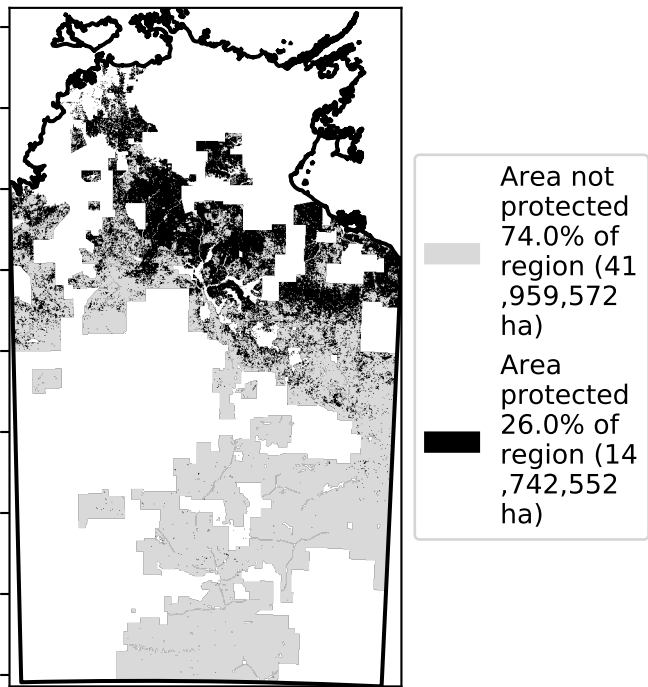 Area not
protected
74.0% of
region (41
,959,572
ha)
Area
protected
26.0% of
region (14
,742,552
ha)